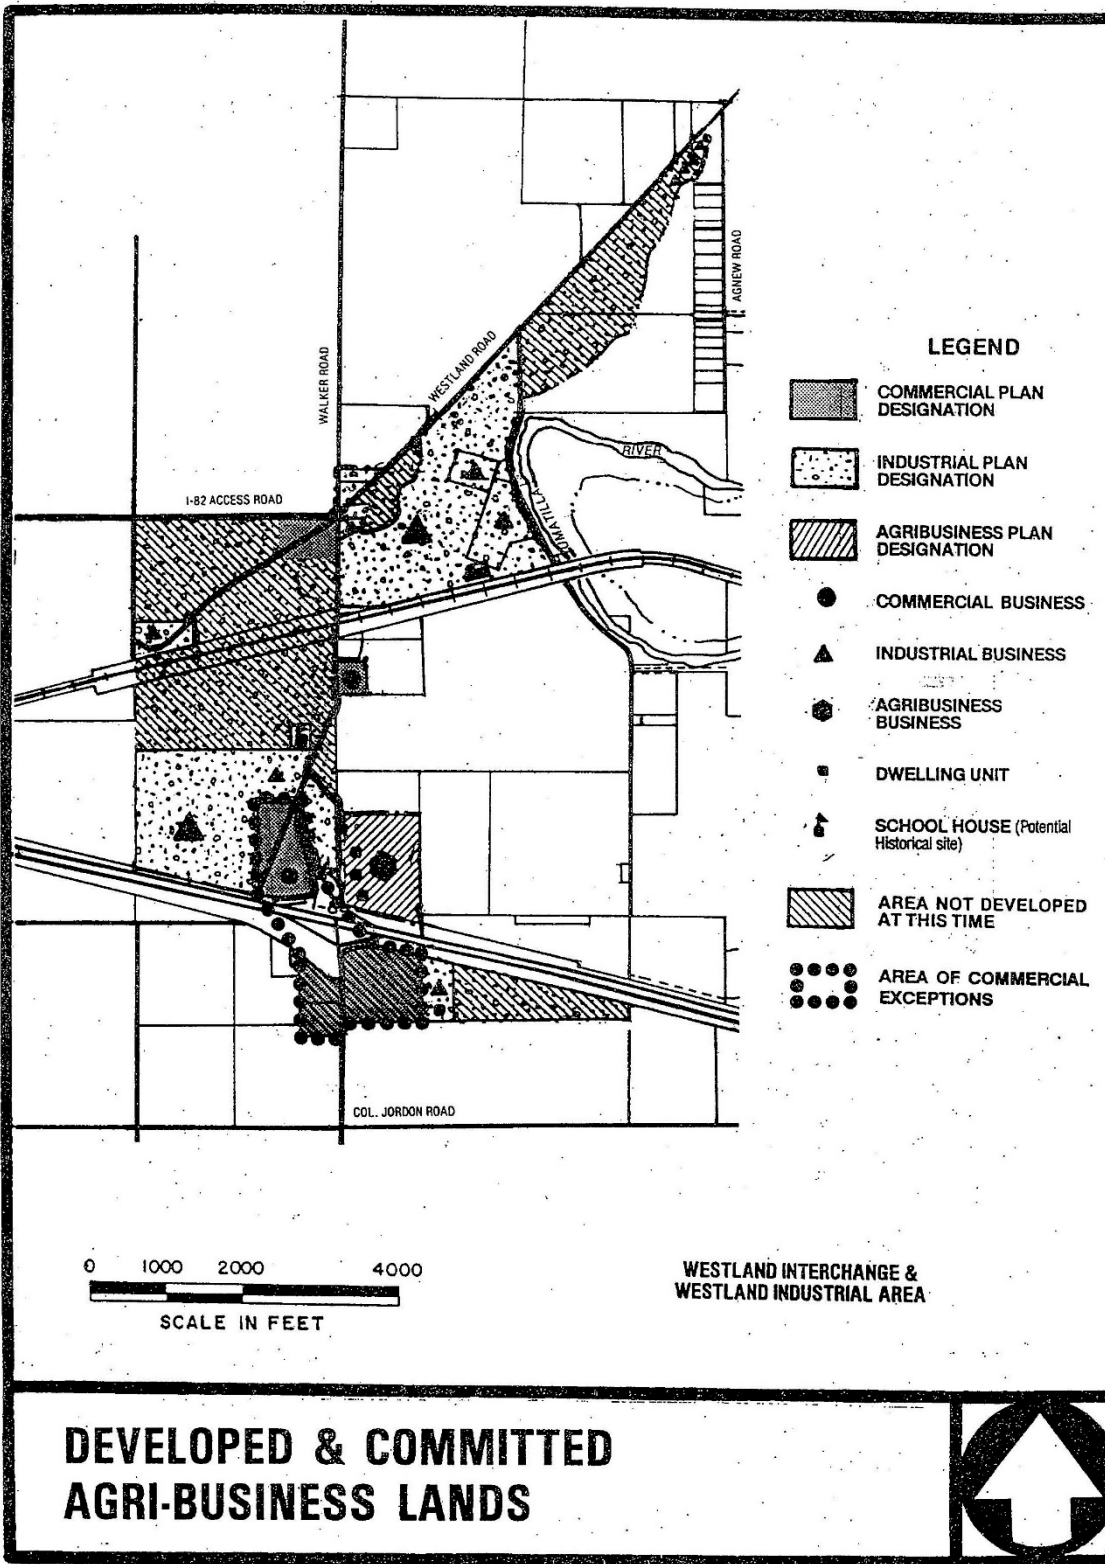 WALKER ROAD
WESTLAND ROAD
AGNEW ROAD
I-82 ACCESS ROAD
RIVER
UMATILLA
COL. JORDON ROAD
LEGEND
COMMERCIAL PLAN
DESIGNATION
INDUSTRIAL PLAN
DESIGNATION
AGRIBUSINESS PLAN
DESIGNATION
COMMERCIAL BUSINESS
INDUSTRIAL BUSINESS
AGRIBUSINESS
BUSINESS
DWELLING UNIT
SCHOOL HOUSE (Potential
Historical site)
AREA NOT DEVELOPED
AT THIS TIME
AREA OF COMMERCIAL
EXCEPTIONS
0 1000 2000 4000
SCALE IN FEET
WESTLAND INTERCHANGE &
WESTLAND INDUSTRIAL AREA
DEVELOPED & COMMITTED
AGRI-BUSINESS LANDS